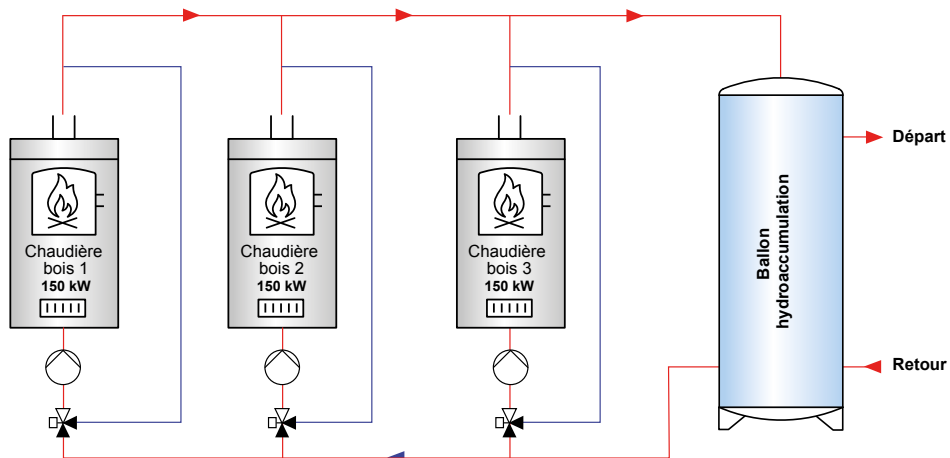 Chaudière
bois 1
150 kW
Chaudière
bois 2
150 kW
Chaudière
bois 3
150 kW
Ballon
hydroaccumulation
Départ
Retour